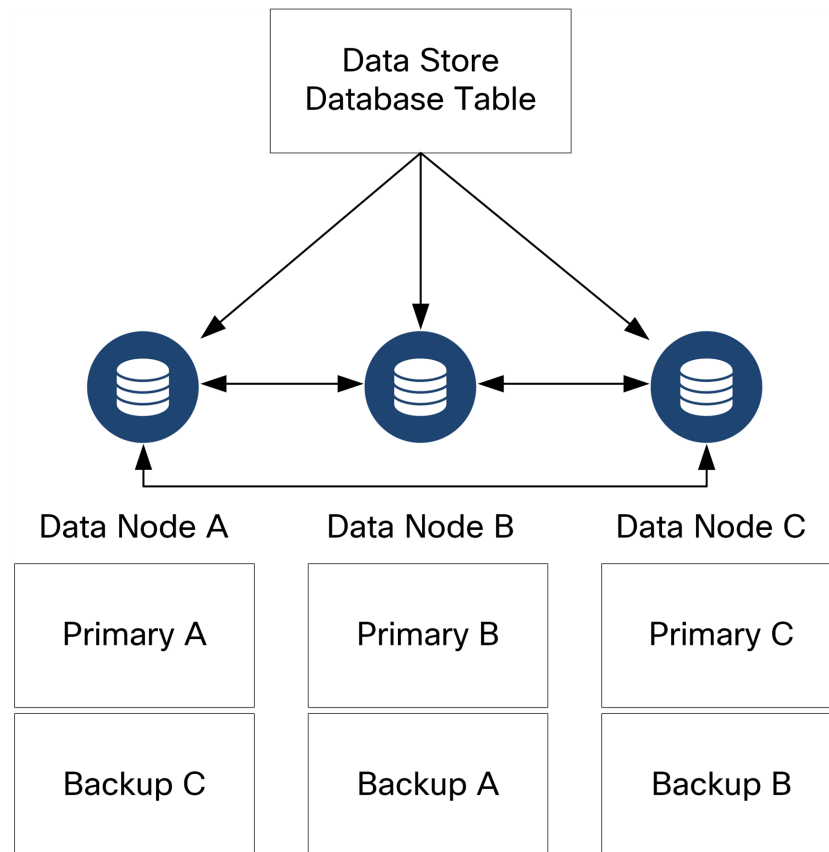 Data Store
Database Table
Data Node A
Data Node B
Data Node C
Primary A
Primary B
Primary C
Backup C
Backup A
Backup B